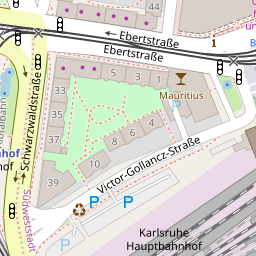 Ebertstraße
Ebertstraße
5
3
1
Mauritius
33
35
37
39
8
6
4
10
Schwarzwaldstraße
Victor-Gollancz-Straße
P
P
P
P
Südweststadt
Karlsruhe
Hauptbahnhof